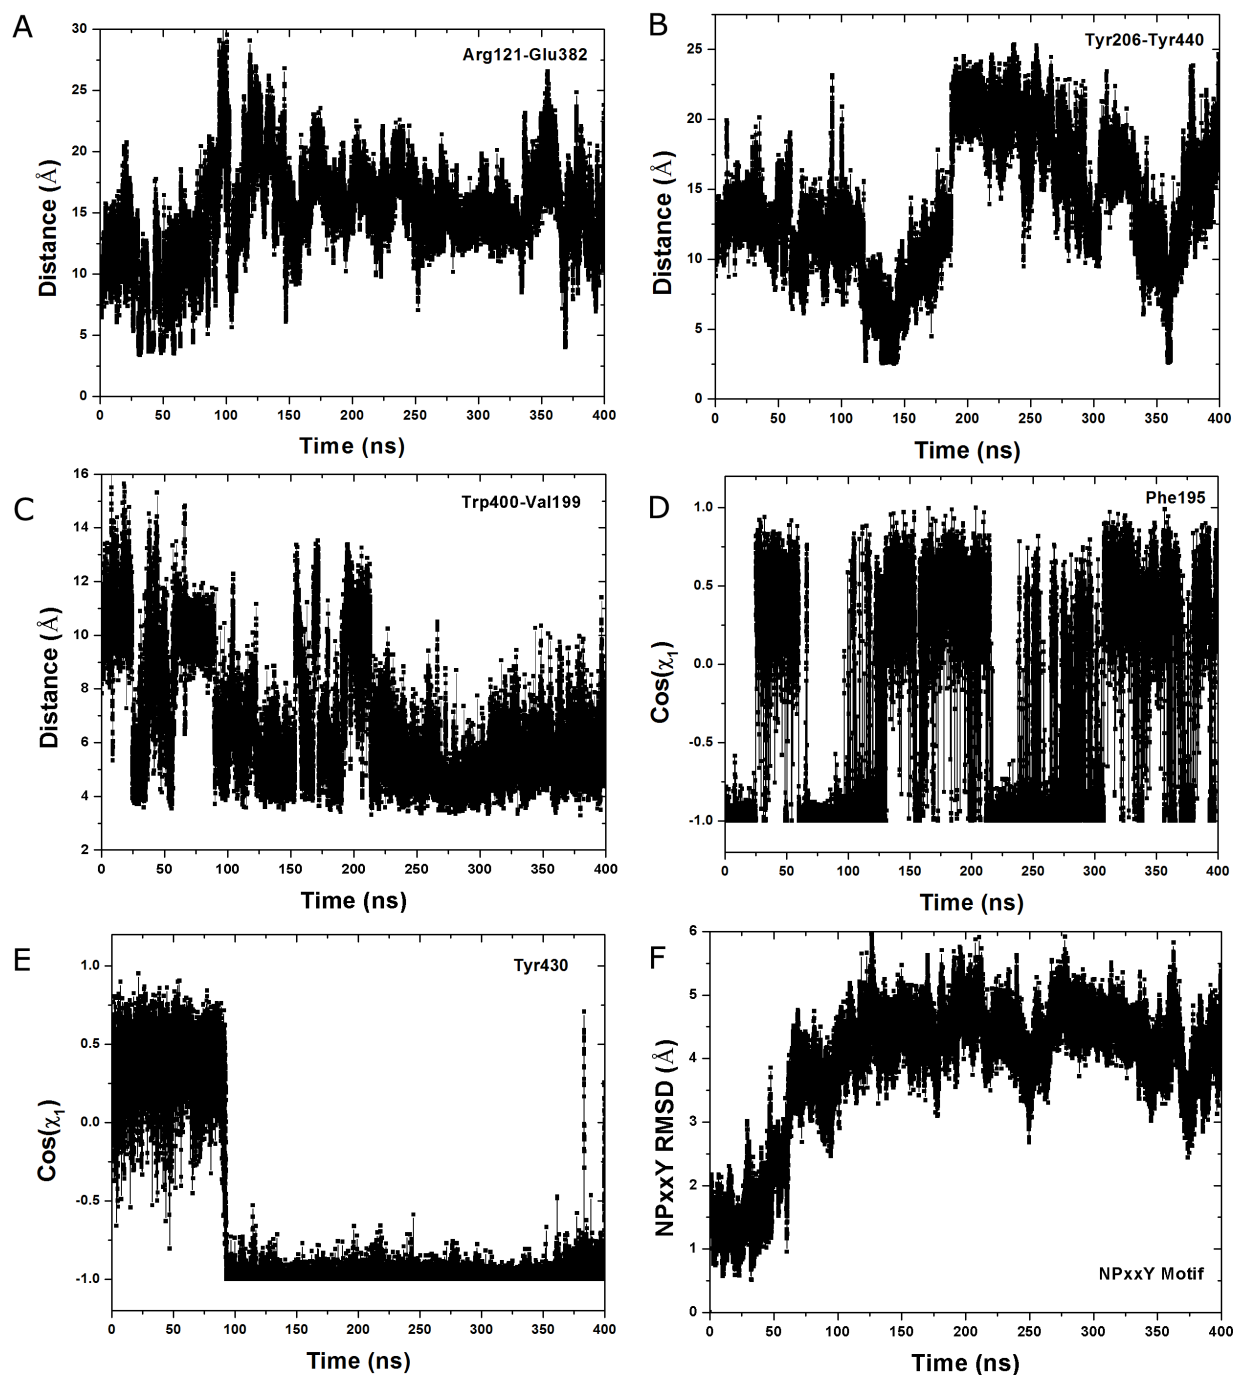 A
30
25
20
15
10
5
0
Distance (Å)
Arg121-Glu382
0 50 100 150 200 250 300 350 400
Time (ns)
B
25
20
15
10
5
0
Distance (Å)
Tyr206-Tyr440
0 50 100 150 200 250 300 350 400
Time (ns)
C
16
14
12
10
8
6
4
2
Distance (Å)
Trp400-Val199
0 50 100 150 200 250 300 350 400
Time (ns)
D
1.0
0.5
0.0
-0.5
-1.0
Cos(χ₁)
Phe195
0 50 100 150 200 250 300 350 400
Time (ns)
E
1.0
0.5
0.0
-0.5
-1.0
Cos(χ₁)
Tyr430
0 50 100 150 200 250 300 350 400
Time (ns)
F
6
5
4
3
2
1
0
NPxxY RMSD (Å)
NPxxY Motif
0 50 100 150 200 250 300 350 400
Time (ns)